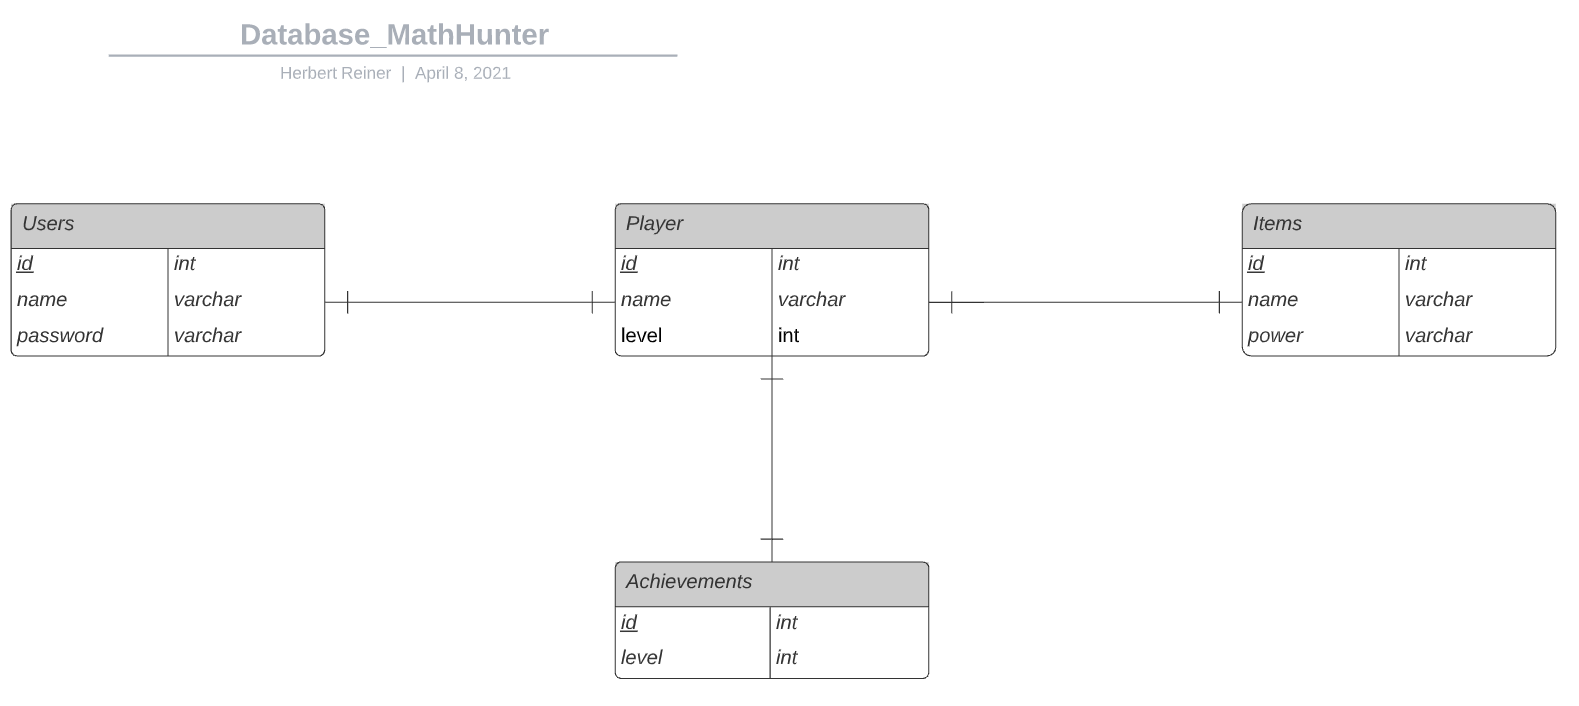 Database_MathHunter
Herbert Reiner | April 8, 2021
Users
id int
name varchar
password varchar
Player
id int
name varchar
level int
Items
id int
name varchar
power varchar
Achievements
id int
level int